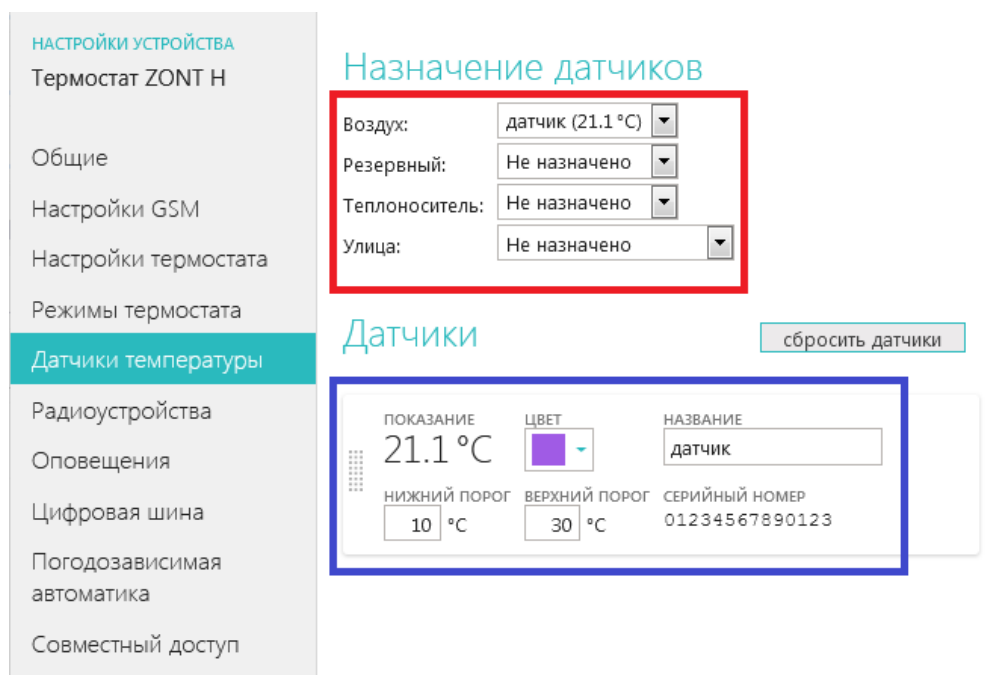 НАСТРОЙКИ УСТРОЙСТВА
Термостат ZONT H
Общие
Настройки GSM
Настройки термостата
Режимы термостата
Датчики температуры
Радиоустройства
Оповещения
Цифровая шина
Погодозависимая
автоматика
Совместный доступ
Назначение датчиков
Воздух: датчик (21.1 °C)
Резервный: Не назначено
Теплоноситель: Не назначено
Улица: Не назначено
Датчики сбросить датчики
ПОКАЗАНИЕ ЦВЕТ НАЗВАНИЕ
21.1 °C датчик
НИЖНИЙ ПОРОГ ВЕРХНИЙ ПОРОГ СЕРИЙНЫЙ НОМЕР
10 °C 30 °C 01234567890123